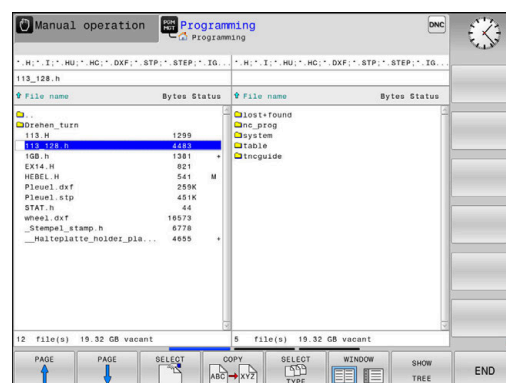 Manual operation
PGM MGT
Programming
Programming
DNC
*.H;*.I;*.HU;*.HC;*.DXF;*.STP;*.STEP;*.IG...
113_128.h
File name Bytes Status
..
Drehen_turn
113.H 1299
113_128.h 4483
1GB.h 1381 +
EX14.H 821
HEBEL.H 541 M
Pleuel.dxf 259K
Pleuel.stp 451K
STAT.h 44
wheel.dxf 16573
_Stempel_stamp.h 6778
__Halteplatte_holder_pla... 4655 +
12 file(s) 19.32 GB vacant
*.H;*.I;*.HU;*.HC;*.DXF;*.STP;*.STEP;*.IG...
File name Bytes Status
lost+found
nc_prog
system
table
tncguide
5 file(s) 19.32 GB vacant
PAGE
PAGE
SELECT
COPY
ABC XYZ
SELECT
TYPE
WINDOW
SHOW
TREE
END